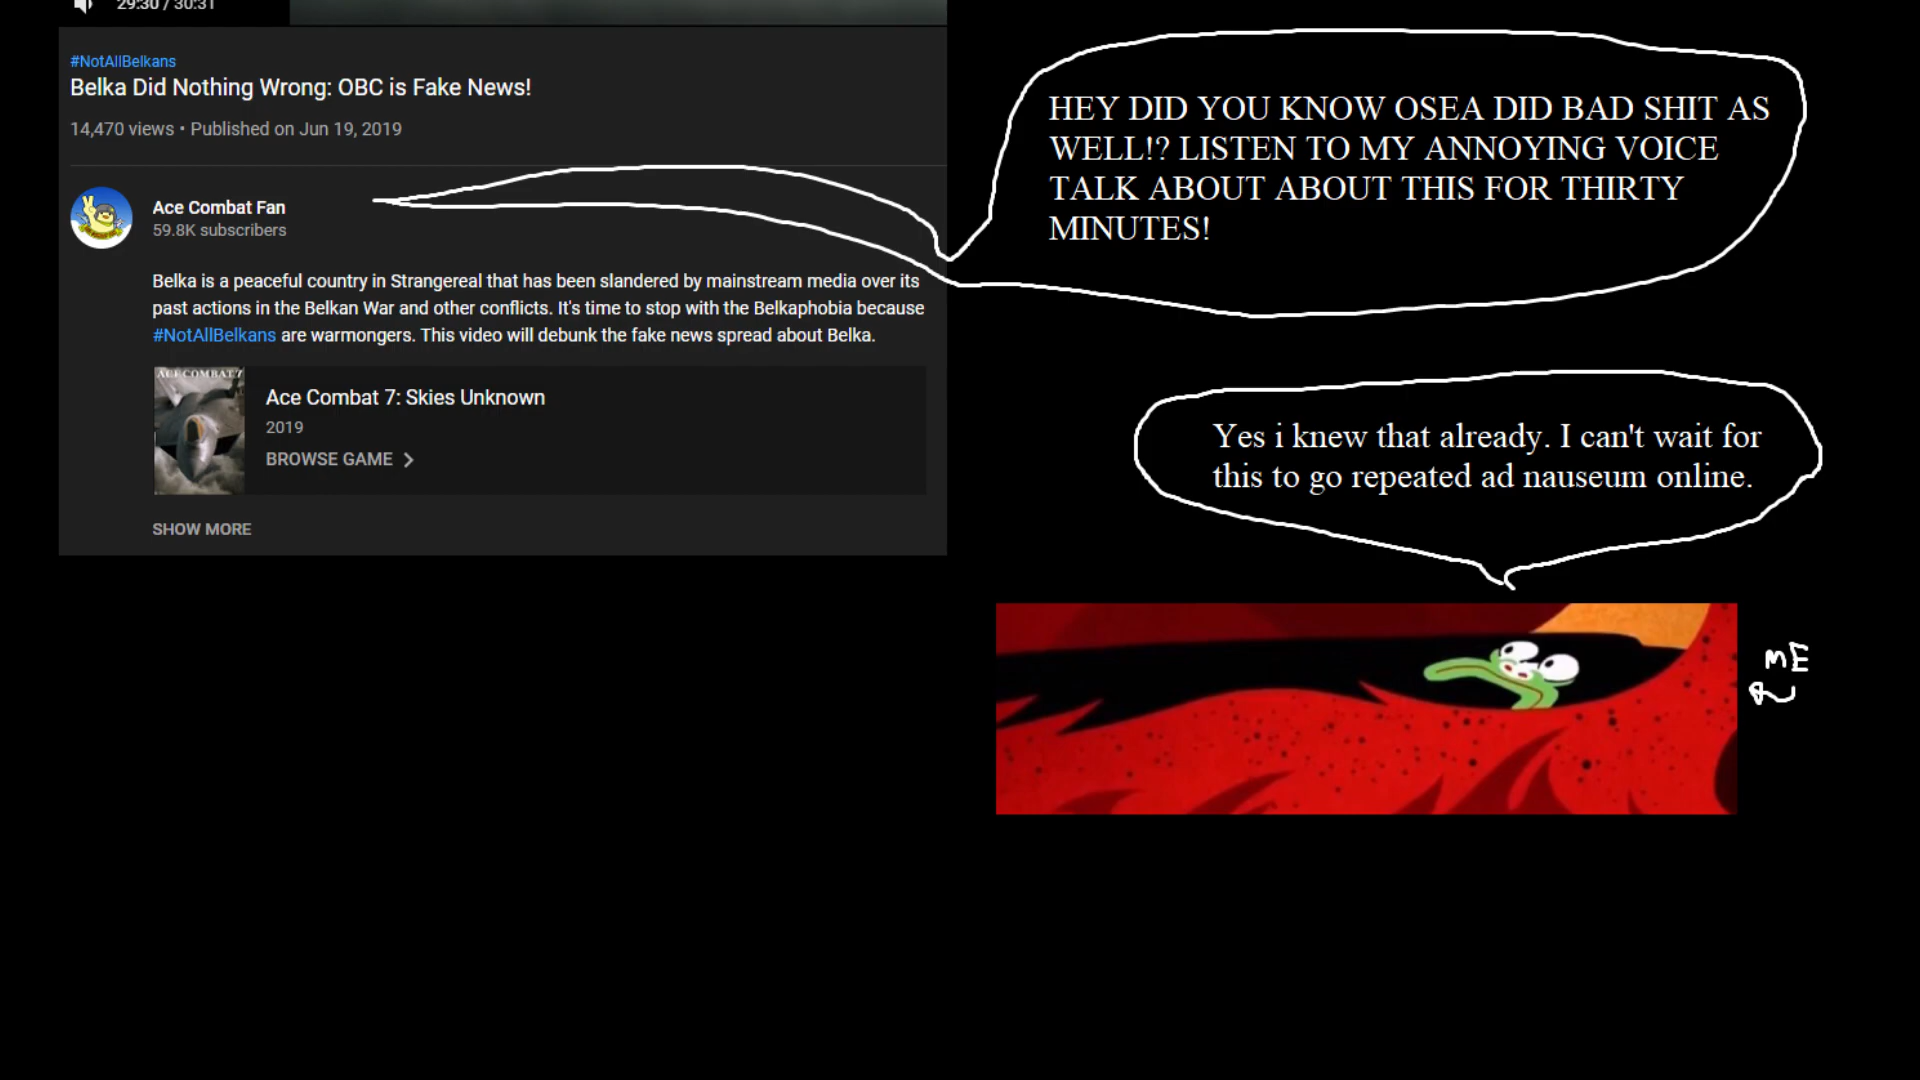 29:30 / 30:31
#NotAllBelkans
Belka Did Nothing Wrong: OBC is Fake News!
14,470 views • Published on Jun 19, 2019
Ace Combat Fan
59.8K subscribers
Belka is a peaceful country in Strangereal that has been slandered by mainstream media over its
past actions in the Belkan War and other conflicts. It's time to stop with the Belkaphobia because
#NotAllBelkans are warmongers. This video will debunk the fake news spread about Belka.
ACE COMBAT 7
Ace Combat 7: Skies Unknown
2019
BROWSE GAME
SHOW MORE
HEY DID YOU KNOW OSEA DID BAD SHIT AS
WELL!? LISTEN TO MY ANNOYING VOICE
TALK ABOUT ABOUT THIS FOR THIRTY
MINUTES!
Yes i knew that already. I can't wait for
this to go repeated ad nauseum online.
ME